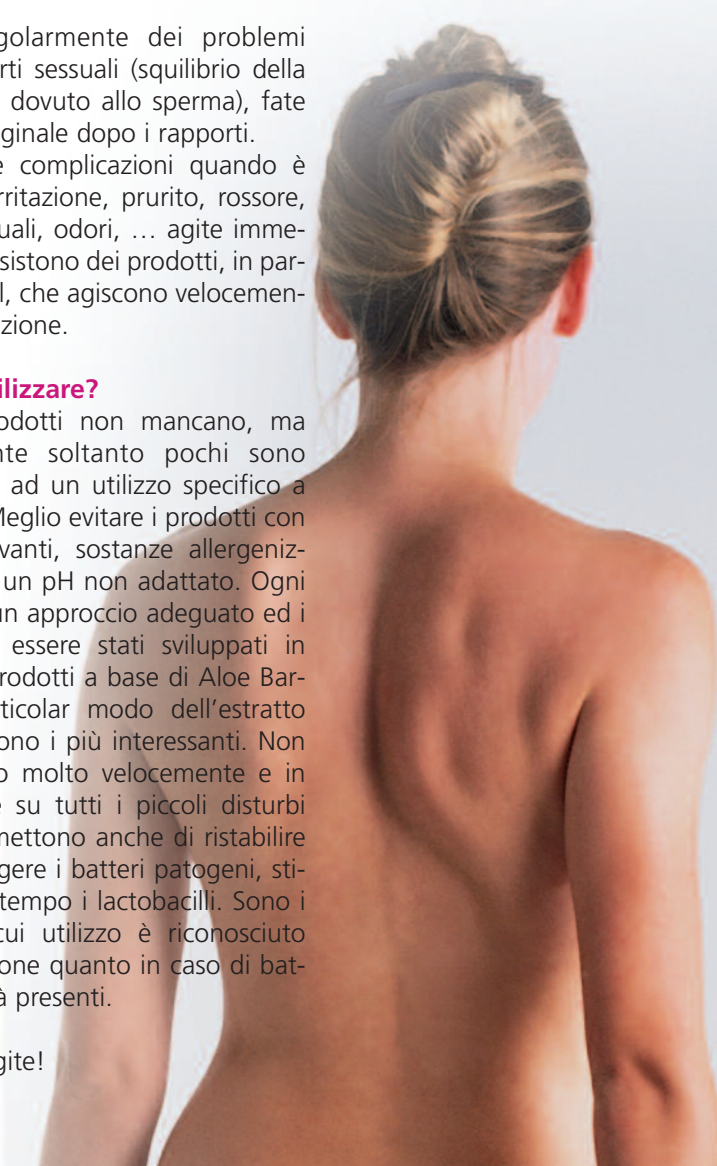 golarmente dei problemi
rti sessuali (squilibrio della
dovuto allo sperma), fate
ginale dopo i rapporti.
e complicazioni quando è
rritazione, prurito, rossore,
uali, odori, … agite imme-
sistono dei prodotti, in par-
l, che agiscono velocemen-
zione.
ilizzare?
odotti non mancano, ma
nte soltanto pochi sono
ad un utilizzo specifico a
Meglio evitare i prodotti con
vanti, sostanze allergeniz-
un pH non adattato. Ogni
un approccio adeguato ed i
essere stati sviluppati in
rodotti a base di Aloe Bar-
ticolar modo dell’estratto
ono i più interessanti. Non
o molto velocemente e in
e su tutti i piccoli disturbi
mettono anche di ristabilire
gere i batteri patogeni, sti-
tempo i lactobacilli. Sono i
cui utilizzo è riconosciuto
one quanto in caso di bat-
à presenti.
gite!